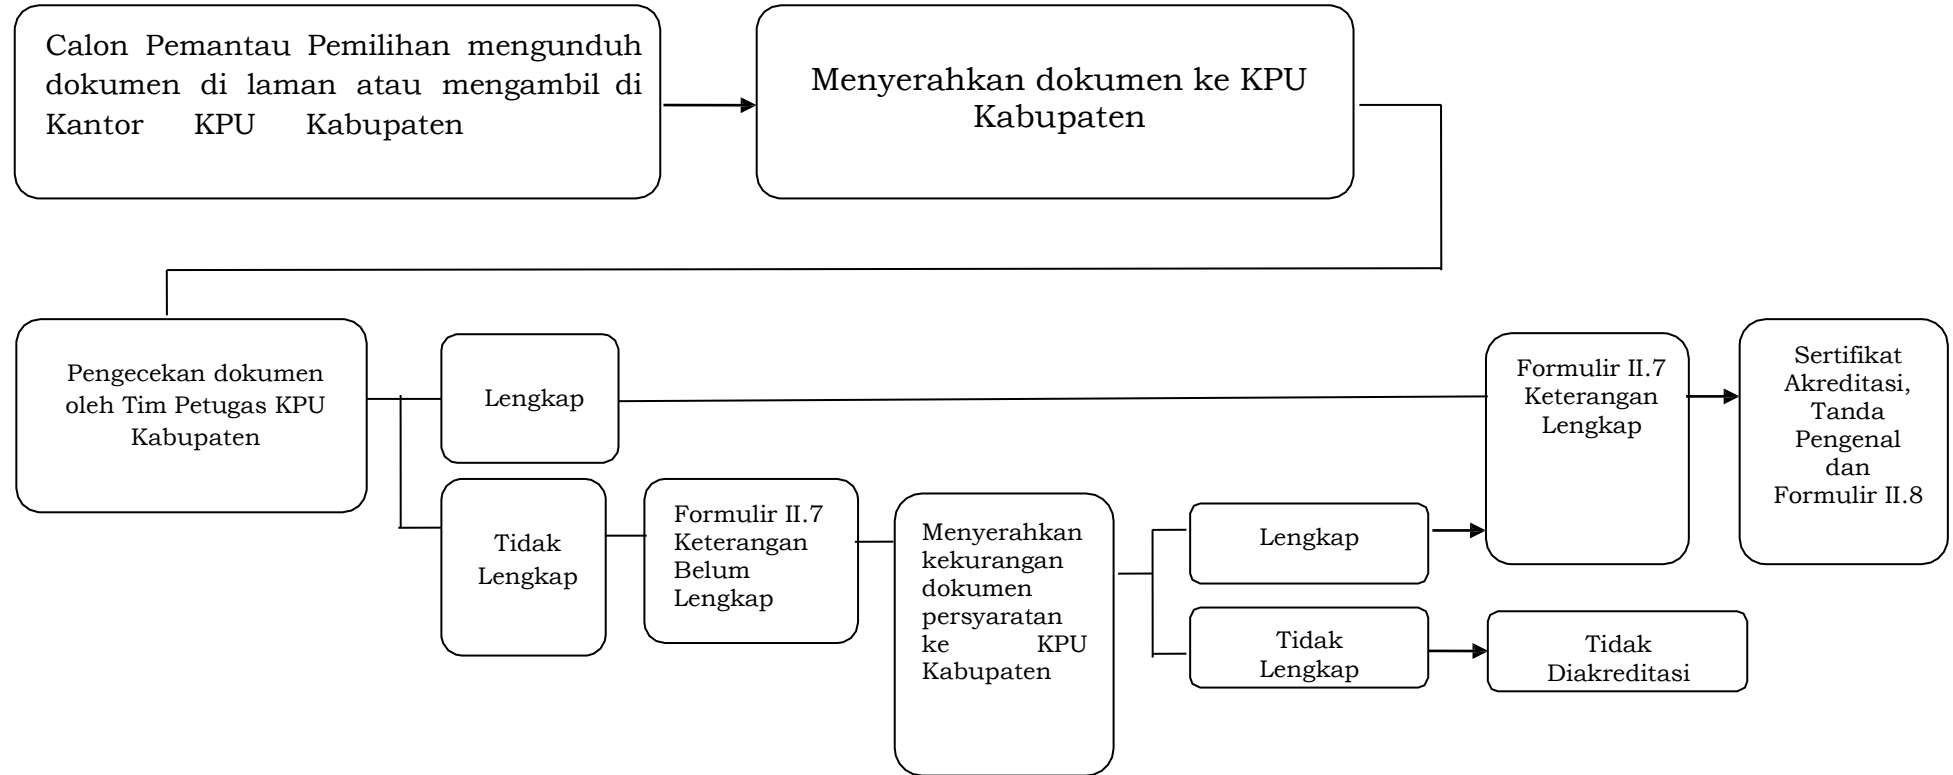 Calon Pemantau Pemilihan mengunduh
dokumen di laman atau mengambil di
Kantor KPU Kabupaten
Menyerahkan dokumen ke KPU
Kabupaten
Pengecekan dokumen
oleh Tim Petugas KPU
Kabupaten
Lengkap
Tidak
Lengkap
Formulir II.7
Keterangan
Belum
Lengkap
Menyerahkan
kekurangan
dokumen
persyaratan
ke KPU
Kabupaten
Lengkap
Tidak
Lengkap
Formulir II.7
Keterangan
Lengkap
Tidak
Diakreditasi
Sertifikat
Akreditasi,
Tanda
Pengenal
dan
Formulir II.8